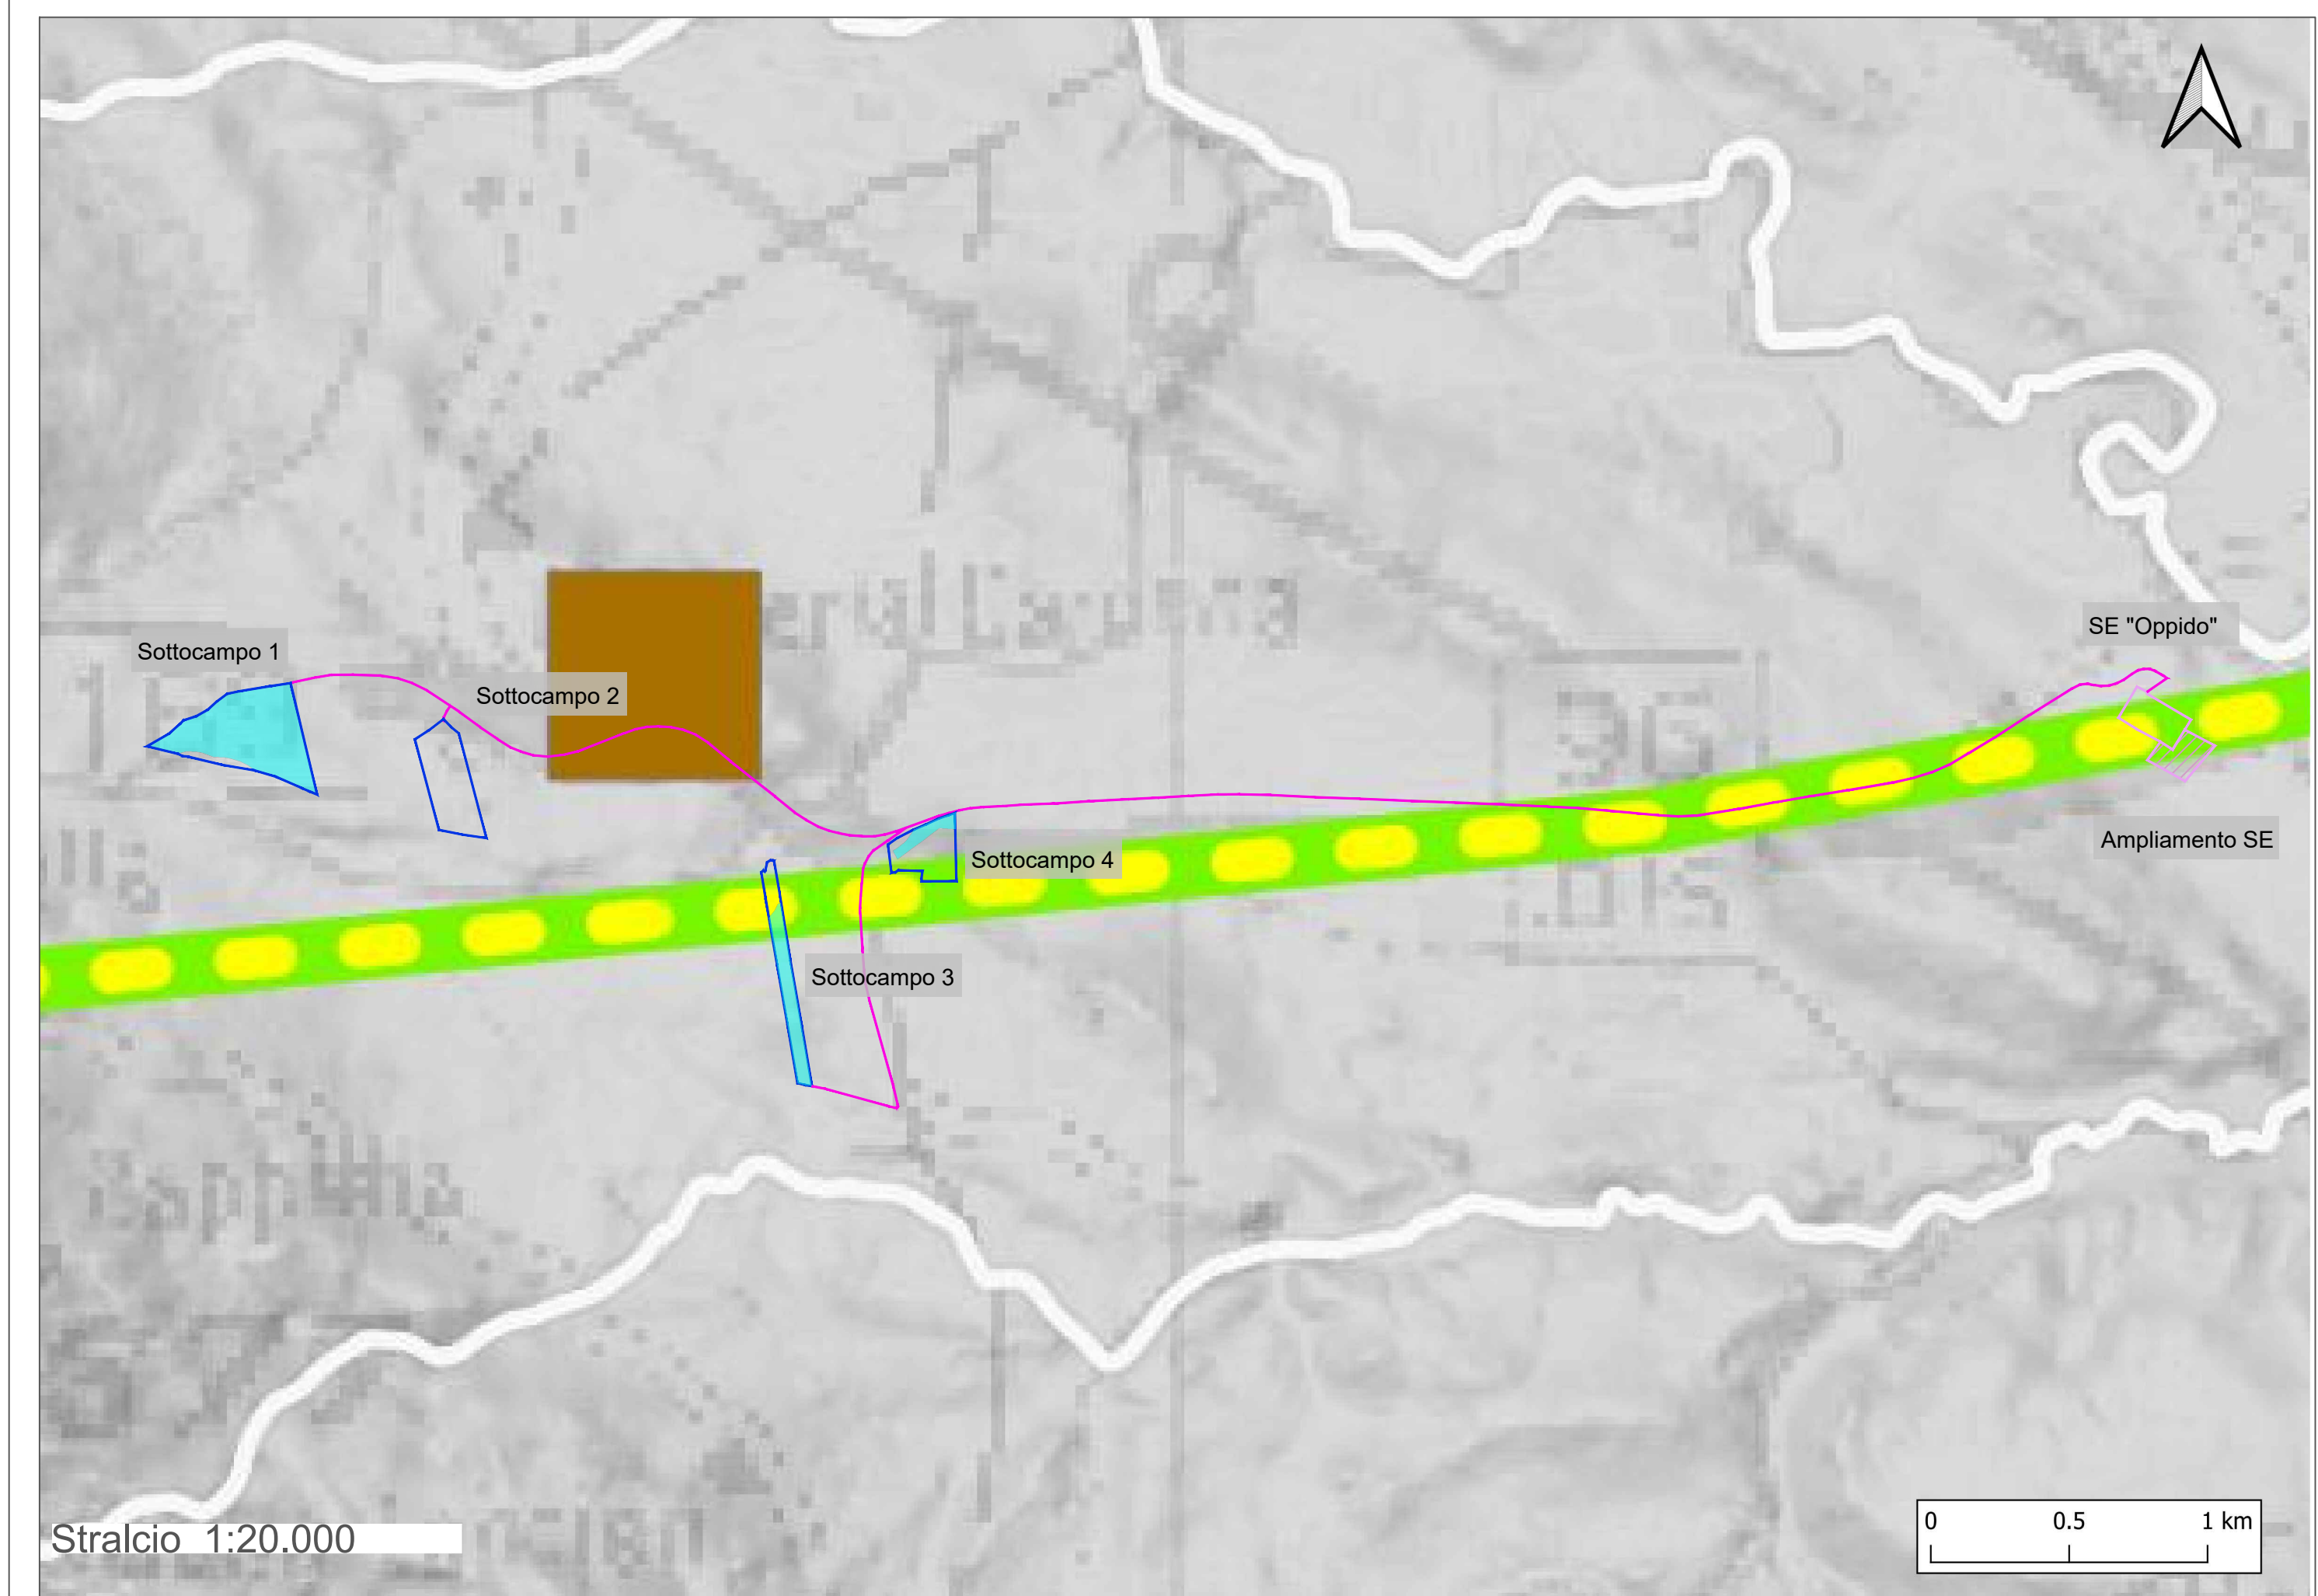 SE "Oppido"
Sottocampo 1
Sottocampo 2
Ampliamento SE
Sottocampo 4
Sottocampo 3
0 0.5 1 km
Stralcio 1:20.000